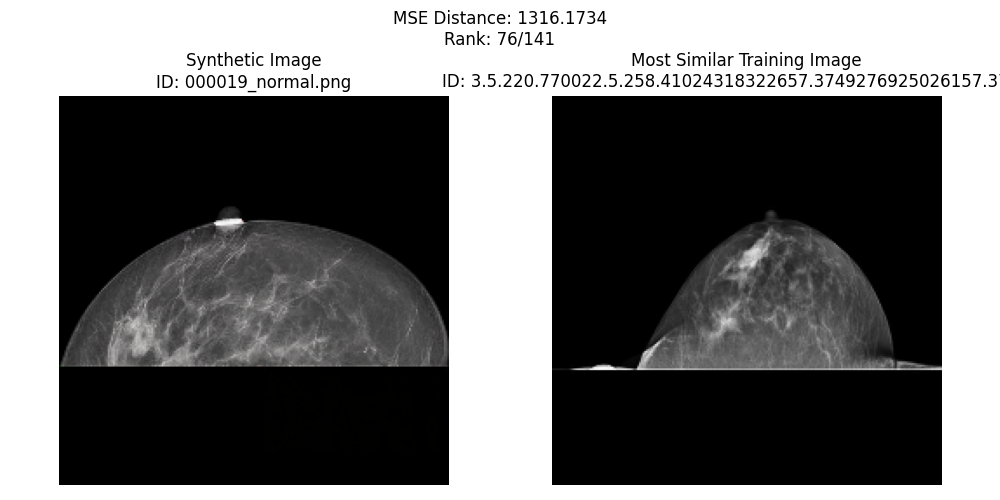 MSE Distance: 1316.1734
Rank: 76/141
Synthetic Image
ID: 000019_normal.png
Most Similar Training Image
ID: 3.5.220.770022.5.258.41024318322657.3749276925026157.3